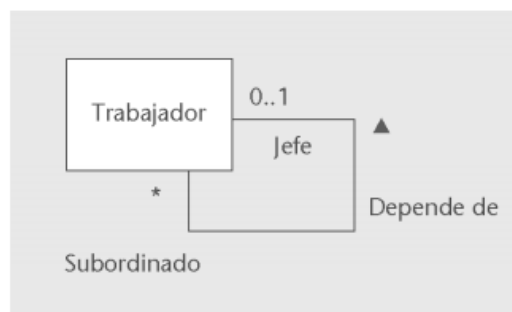 Trabajador
0..1
Jefe
▲
*
Depende de
Subordinado